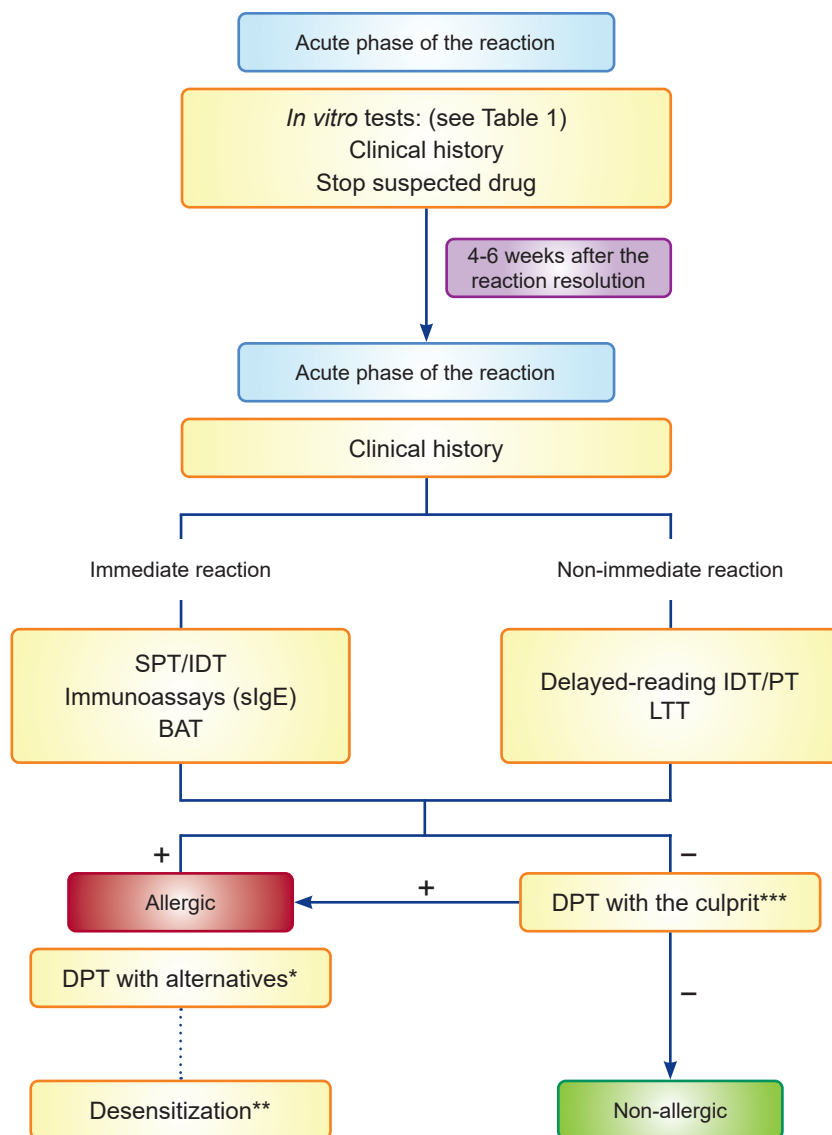 Acute phase of the reaction
In vitro tests: (see Table 1)
Clinical history
Stop suspected drug
4-6 weeks after the
reaction resolution
Acute phase of the reaction
Clinical history
Immediate reaction
Non-immediate reaction
SPT/IDT
Immunoassays (sIgE)
BAT
Delayed-reading IDT/PT
LTT
+
–
Allergic
+
DPT with the culprit***
DPT with alternatives*
–
Desensitization**
Non-allergic